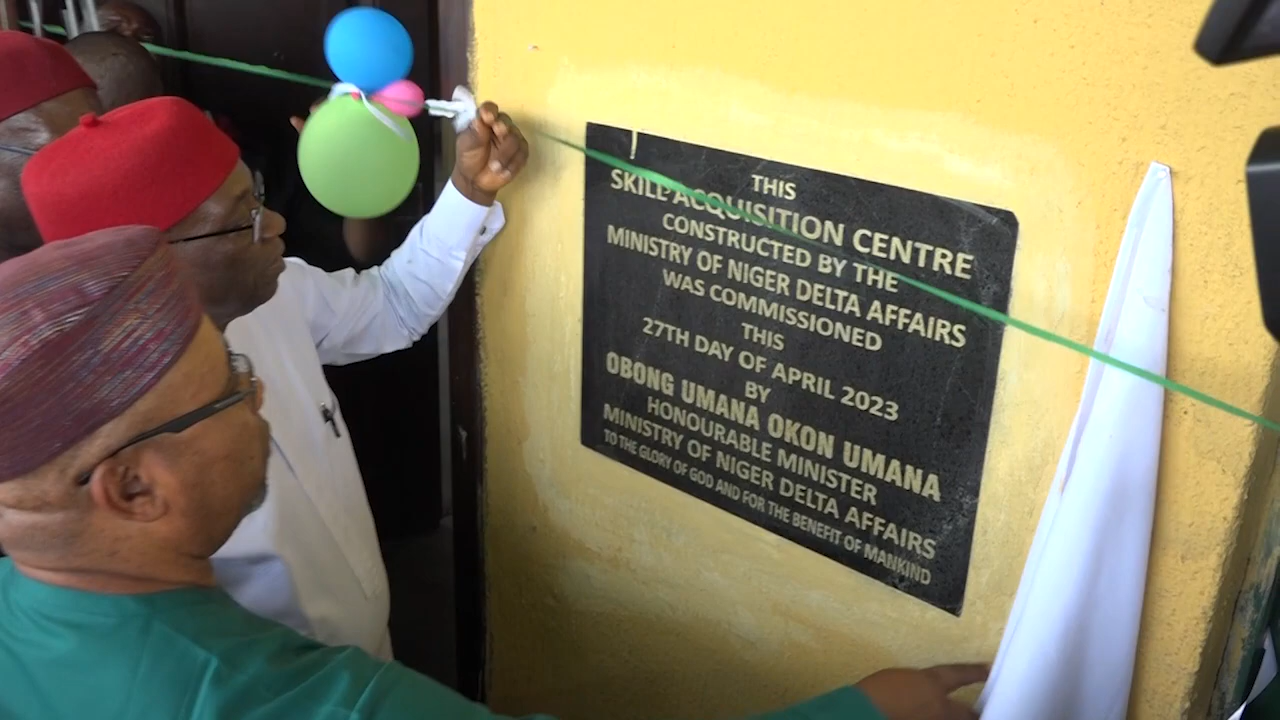 THIS
SKILL ACQUISITION CENTRE
CONSTRUCTED BY THE
MINISTRY OF NIGER DELTA AFFAIRS
WAS COMMISSIONED
THIS
27TH DAY OF APRIL 2023
BY
OBONG UMANA OKON UMANA
HONOURABLE MINISTER
MINISTRY OF NIGER DELTA AFFAIRS
TO THE GLORY OF GOD AND FOR THE BENEFIT OF MANKIND